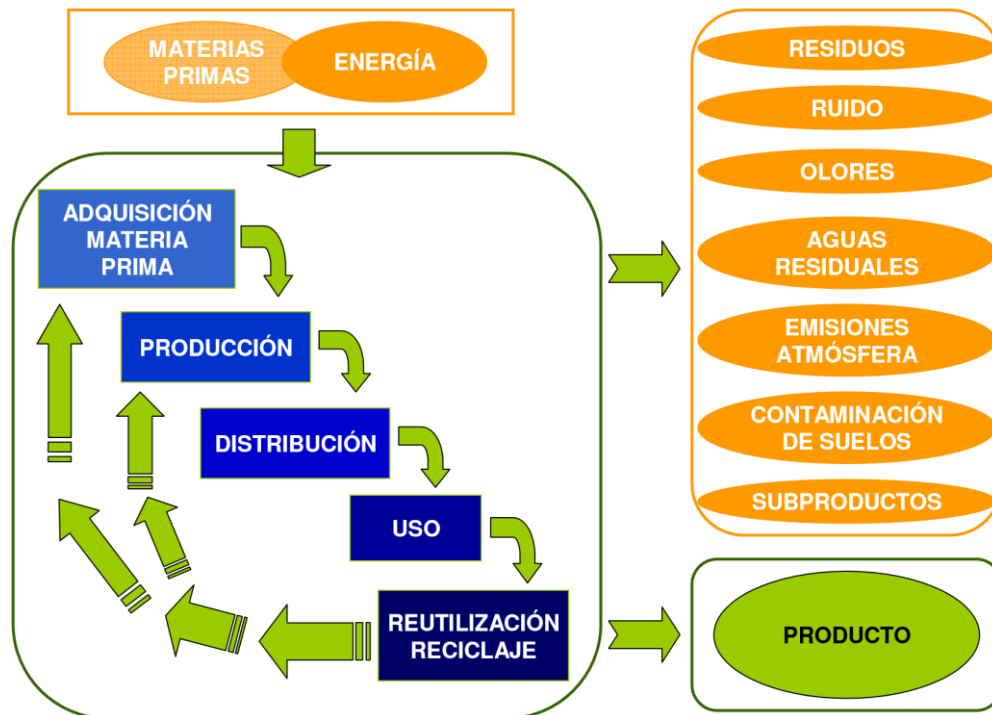 MATERIAS
PRIMAS
ENERGÍA
ADQUISICIÓN
MATERIA
PRIMA
PRODUCCIÓN
DISTRIBUCIÓN
USO
REUTILIZACIÓN
RECICLAJE
RESIDUOS
RUIDO
OLORES
AGUAS
RESIDUALES
EMISIONES
ATMÓSFERA
CONTAMINACIÓN
DE SUELOS
SUBPRODUCTOS
PRODUCTO